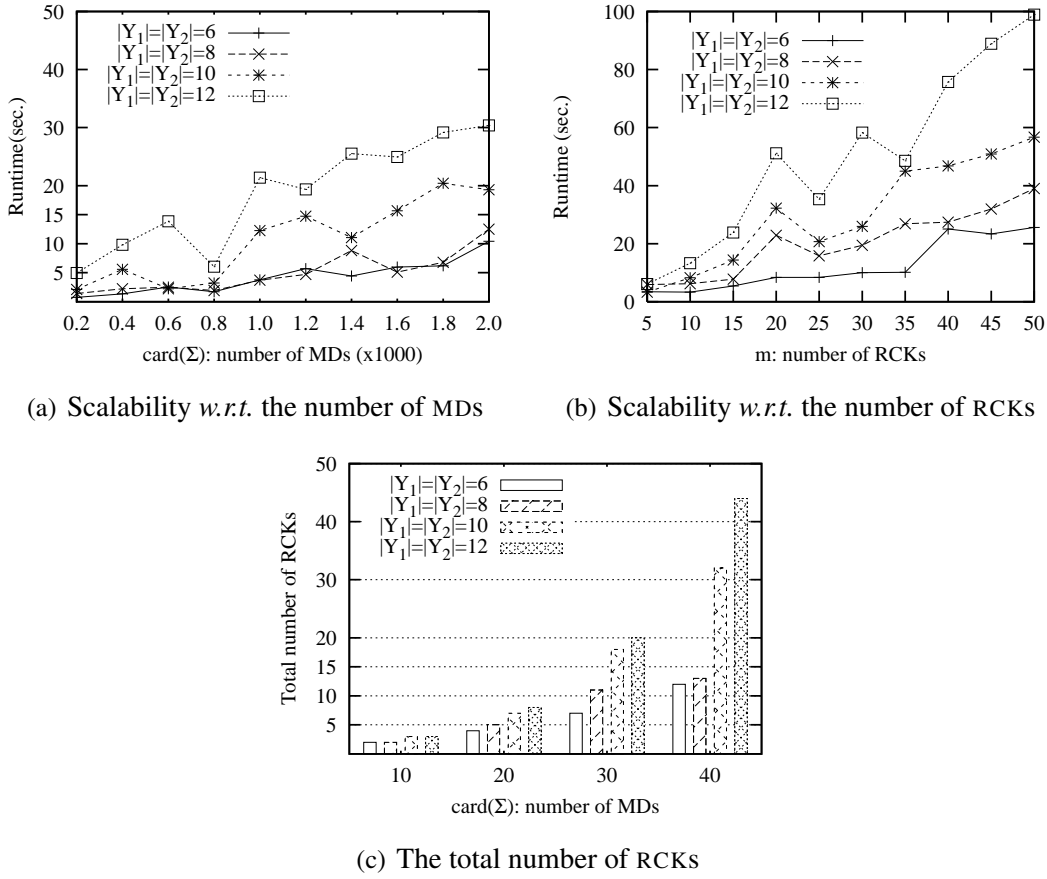 50
40
30
20
10
5
Runtime(sec.)
|Y1|=|Y2|=6
|Y1|=|Y2|=8
|Y1|=|Y2|=10
|Y1|=|Y2|=12
0.2 0.4 0.6 0.8 1.0 1.2 1.4 1.6 1.8 2.0
card(Σ): number of MDs (x1000)
(a) Scalability w.r.t. the number of MDs
100
80
60
40
20
0
Runtime (sec.)
|Y1|=|Y2|=6
|Y1|=|Y2|=8
|Y1|=|Y2|=10
|Y1|=|Y2|=12
5 10 15 20 25 30 35 40 45 50
m: number of RCKs
(b) Scalability w.r.t. the number of RCKs
50
40
30
20
15
10
5
Total number of RCKs
|Y1|=|Y2|=6
|Y1|=|Y2|=8
|Y1|=|Y2|=10
|Y1|=|Y2|=12
10 20 30 40
card(Σ): number of MDs
(c) The total number of RCKs